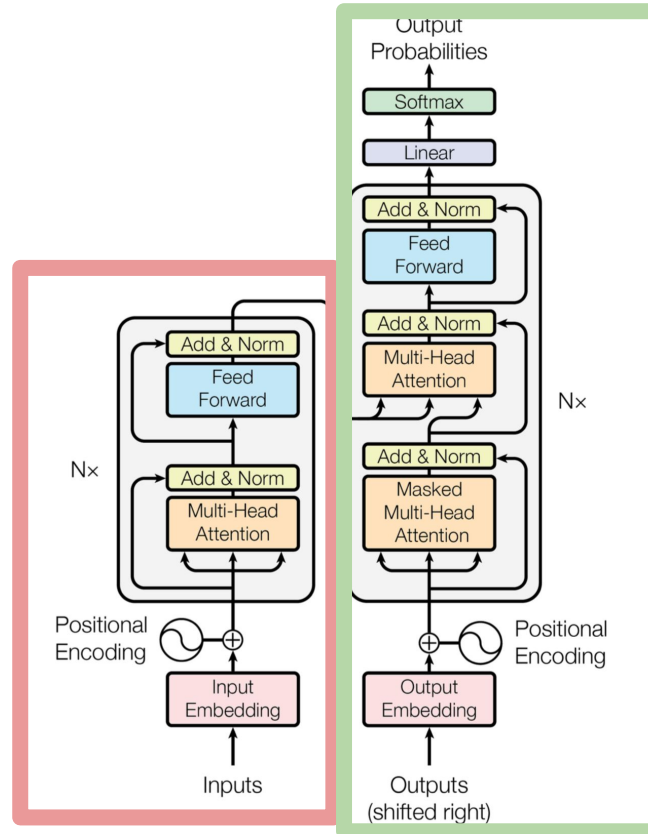 Output
Probabilities
Softmax
Linear
Add & Norm
Feed
Forward
Add & Norm
Multi-Head
Attention
Nx
Add & Norm
Masked
Multi-Head
Attention
Positional
Encoding
Output
Embedding
Outputs
(shifted right)
Add & Norm
Feed
Forward
Nx
Add & Norm
Multi-Head
Attention
Positional
Encoding
Input
Embedding
Inputs